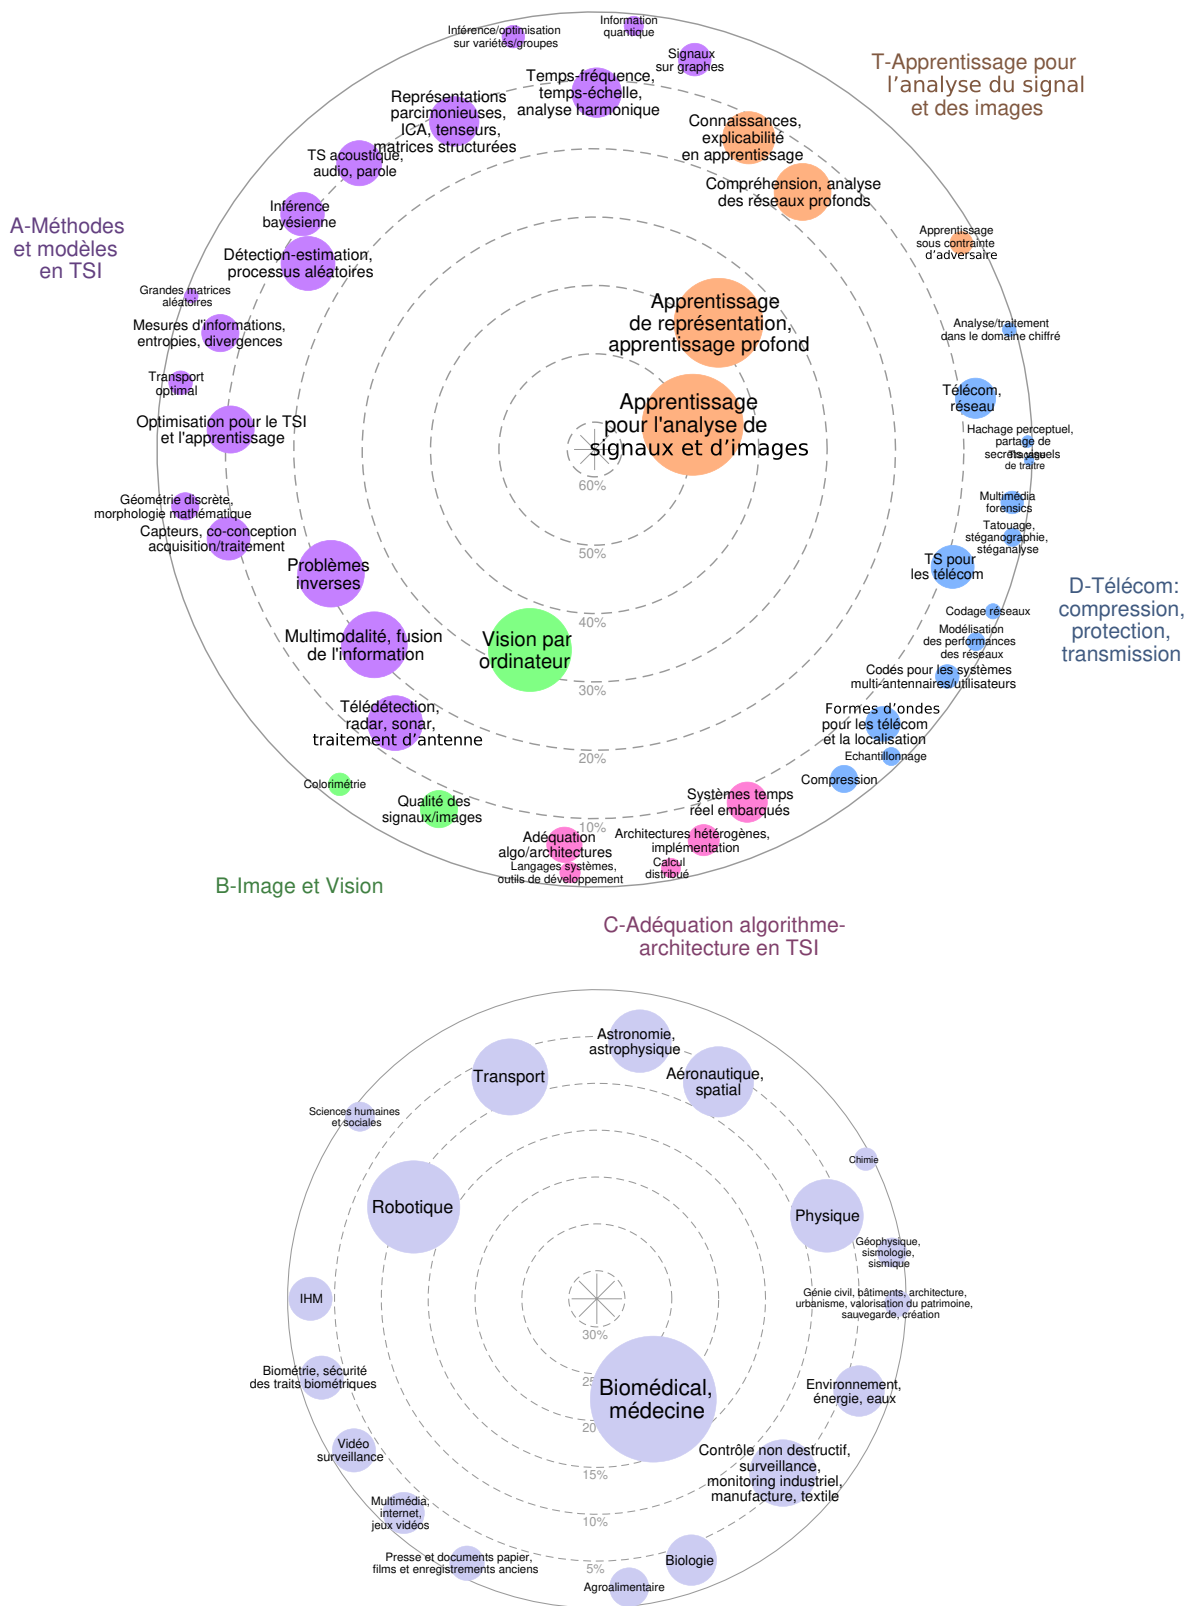 Inférence/optimisation
sur variétés/groupes
Information
quantique
Signaux
sur graphes
Temps-fréquence,
temps-échelle,
analyse harmonique
Représentations
parcimonieuses,
ICA, tenseurs,
matrices structurées
TS acoustique,
audio, parole
Inférence
bayésienne
Détection-estimation,
processus aléatoires
A-Méthodes
et modèles
en TSI
Grandes matrices
aléatoires
Mesures d'informations,
entropies, divergences
Transport
optimal
Optimisation pour le TSI
et l'apprentissage
Géométrie discrète,
morphologie mathématique
Capteurs, co-conception
acquisition/traitement
Problèmes
inverses
Multimodalité, fusion
de l'information
Télédétection,
radar, sonar,
traitement d’antenne
T-Apprentissage pour
l’analyse du signal
et des images
Connaissances,
explicabilité
en apprentissage
Compréhension, analyse
des réseaux profonds
Apprentissage
sous contrainte
d’adversaire
Apprentissage
de représentation,
apprentissage profond
Apprentissage
pour l'analyse de
signaux et d’images
60%
50%
40%
30%
20%
10%
Analyse/traitement
dans le domaine chiffré
Télécom,
réseau
Hachage perceptuel,
partage de
secrets visuels
Traçage
de traître
Multimédia
forensics
Tatouage,
stéganographie,
stéganalyse
TS pour
les télécom
D-Télécom:
compression,
protection,
transmission
Codage réseaux
Modélisation
des performances
des réseaux
Codes pour les systèmes
multi-antennaires/utilisateurs
Formes d’ondes
pour les télécom
et la localisation
Echantillonnage
Compression
Vision par
ordinateur
Colorimétrie
Qualité des
signaux/images
B-Image et Vision
Systèmes temps
réel embarqués
Architectures hétérogènes,
implémentation
Calcul
distribué
Adéquation
algo/architectures
Langages systèmes,
outils de développement
C-Adéquation algorithme-
architecture en TSI
Astronomie,
astrophysique
Aéronautique,
spatial
Transport
Sciences humaines
et sociales
Chimie
Robotique
Physique
Géophysique,
sismologie,
sismique
IHM
Génie civil, bâtiments, architecture,
urbanisme, valorisation du patrimoine,
sauvegarde, création
30%
25
20
15%
10%
5%
Biomédical,
médecine
Biométrie, sécurité
des traits biométriques
Environnement,
énergie, eaux
Vidéo
surveillance
Contrôle non destructif,
surveillance,
monitoring industriel,
manufacture, textile
Multimédia,
internet,
jeux vidéos
Presse et documents papier,
films et enregistrements anciens
Biologie
Agroalimentaire